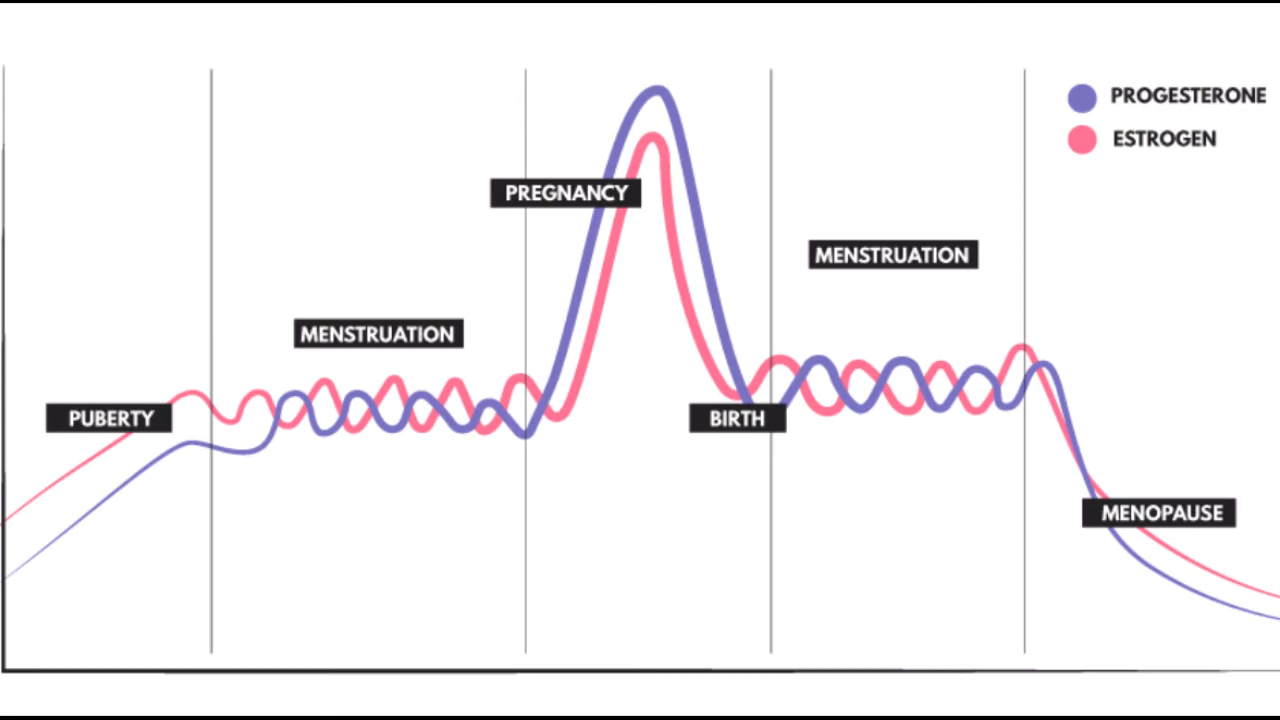 PROGESTERONE
ESTROGEN
PREGNANCY
MENSTRUATION
MENSTRUATION
PUBERTY
BIRTH
MENOPAUSE